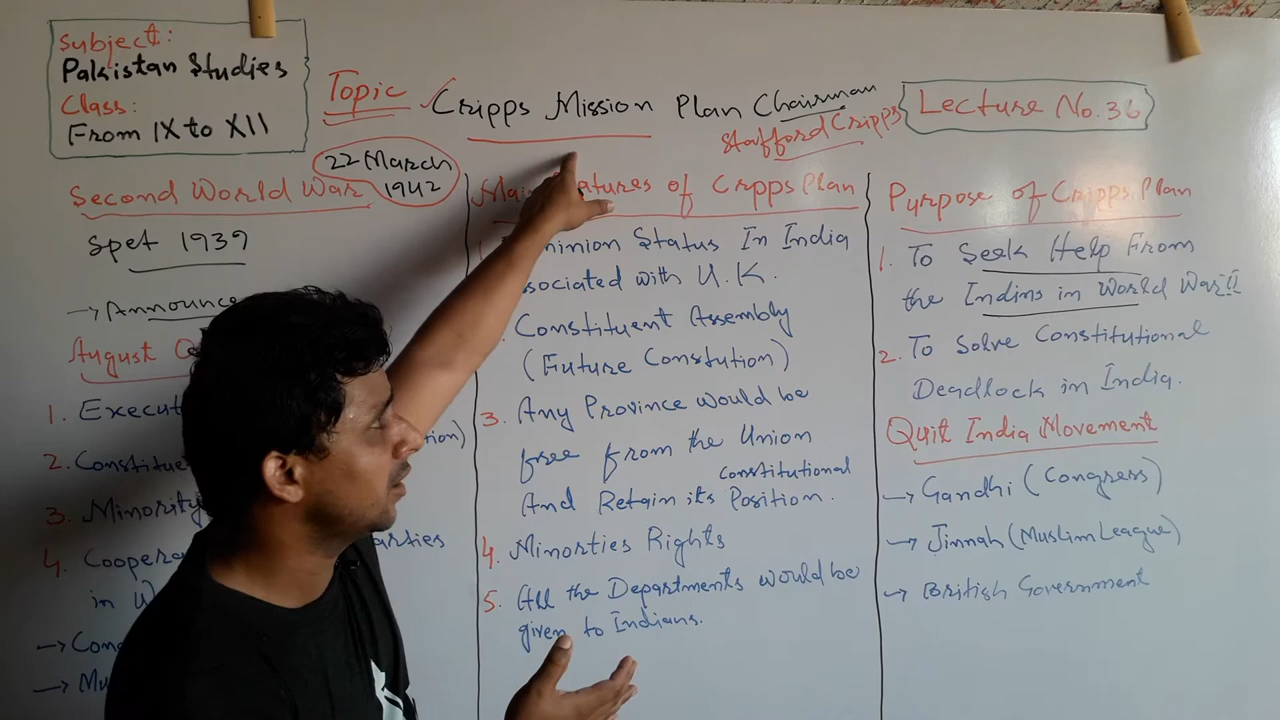 Subject:
Pakistan Studies
Class:
From IX to XII
Topic Cripps Mission Plan Chairman
Stafford Cripps
Lecture No. 36
22 March
1942
Second World War
Spet 1939
→ Announce
August
1. Execut
2. Constitue
3. Minority
4. Coopera
in W
→ Con
→ Mu
Features of Cripps Plan
Status In India
with U.K.
Constituent Assembly
(Future Constution)
3. Any Province would be
free from the Union
constitutional
And Retain its Position.
4. Minorties Rights
5. All the Departments would be
given to Indians.
Purpose of Cripps Plan
1. To Seek Help From
the Indins in World War II
2. To Solve Constitutional
Deadlock in India.
Quit India Movement
→ Gandhi (Congress)
→ Jinnah (Muslim League)
→ British Government